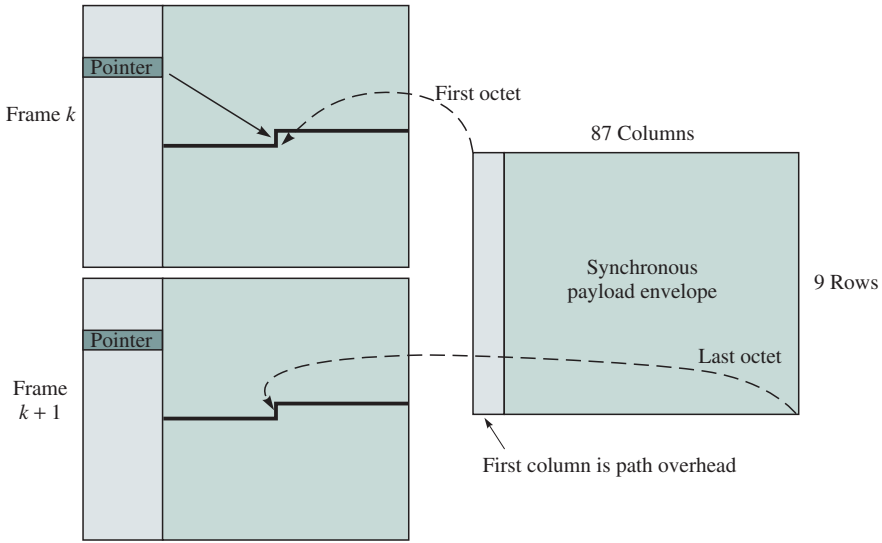 Pointer
Frame k
First octet
87 Columns
Synchronous
payload envelope
9 Rows
Pointer
Last octet
Frame
k + 1
First column is path overhead